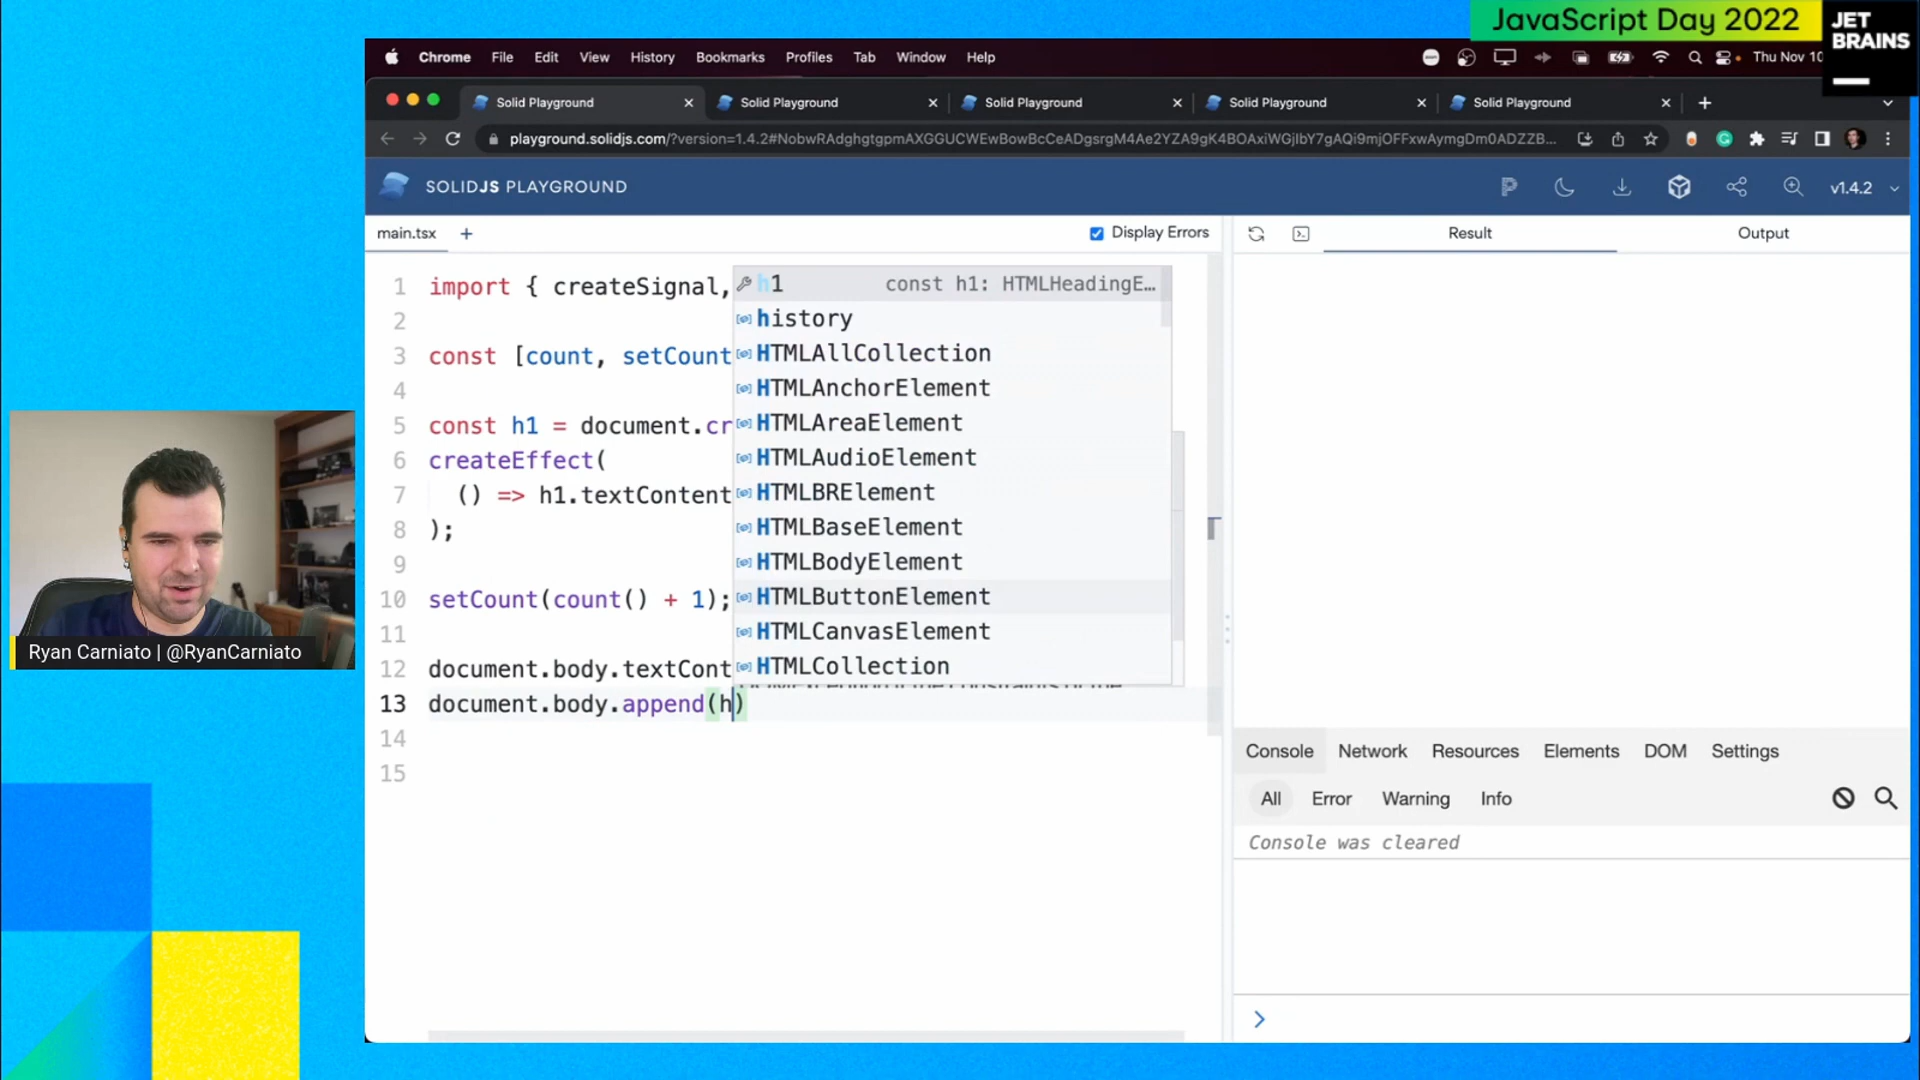 JavaScript Day 2022
JET
BRAINS
Chrome File Edit View History Bookmarks Profiles Tab Window Help
Thu Nov 10
Solid Playground
Solid Playground
Solid Playground
Solid Playground
Solid Playground
playground.solidjs.com/?version=1.4.2#NobwRAdghgtgpmAXGGUCWEwBowBcCeADgsrgM4Ae2YZA9gK4BOAxiWGJIbY7gAQi9mjOFFxwAymgDm0ADZZB...
SOLIDJS PLAYGROUND
v1.4.2
main.tsx +
Display Errors
Result
Output
1 import { createSignal,
2
3 const [count, setCount
4
5 const h1 = document.cr
6 createEffect(
7 () => h1.textContent
8 );
9
10 setCount(count() + 1);
11
12 document.body.textCont
13 document.body.append(h)
14
15
h1 const h1: HTMLHeadingE…
history
HTMLAllCollection
HTMLAnchorElement
HTMLAreaElement
HTMLAudioElement
HTMLBRElement
HTMLBaseElement
HTMLBodyElement
HTMLButtonElement
HTMLCanvasElement
HTMLCollection
Console Network Resources Elements DOM Settings
All Error Warning Info
Console was cleared
Ryan Carniato | @RyanCarniato